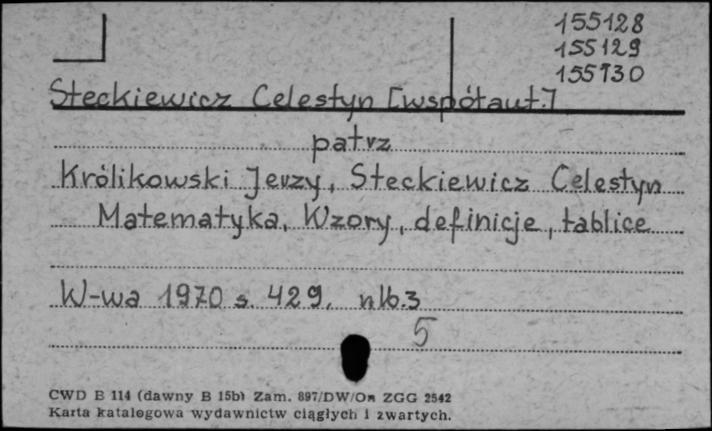 155128
155129
155130
Steckiewicz Celestyn [współaut.]
patrz
Królikowski Jerzy, Steckiewicz Celestyn
Matematyka, Wzory, definicje, tablice
W-wa 1970 s. 429, nlb. 3
5
CWD B 114 (dawny B 15b) Zam. 897/DW/On ZGG 2542
Karta katalogowa wydawnictw ciągłych i zwartych.